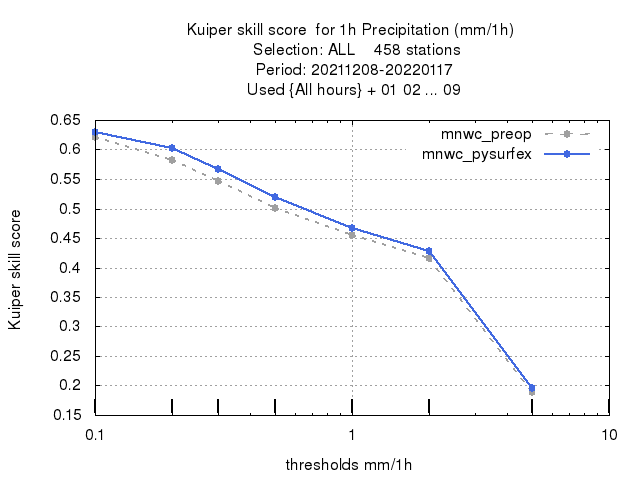 Kuiper skill score  for 1h Precipitation (mm/1h)
Selection: ALL    458 stations
Period: 20211208-20220117
Used {All hours} + 01 02 ... 09
mnwc_preop
mnwc_pysurfex
Kuiper skill score
0.65
0.6
0.55
0.5
0.45
0.4
0.35
0.3
0.25
0.2
0.15
0.1
1
10
thresholds mm/1h